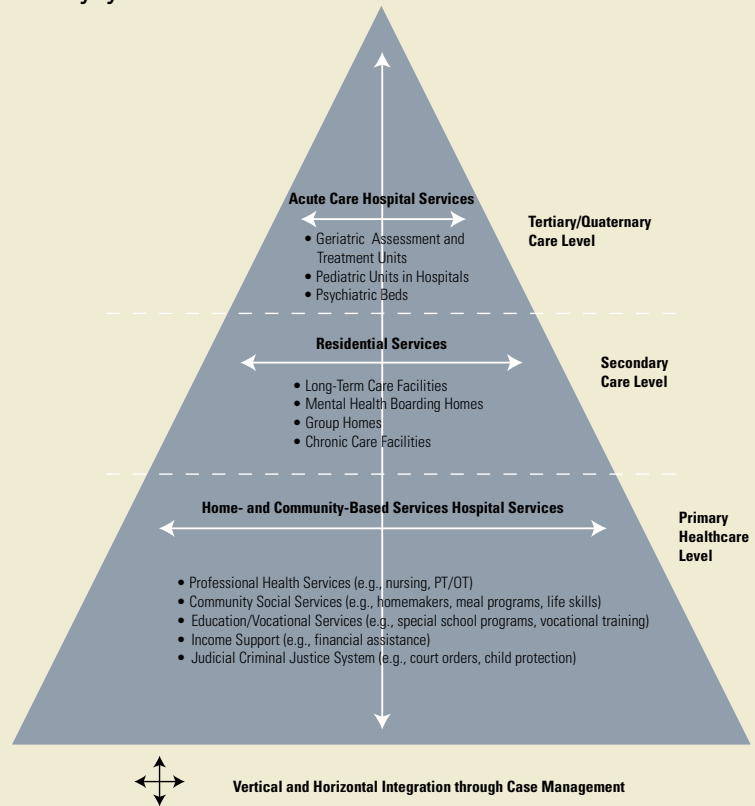 Acute Care Hospital Services
• Geriatric Assessment and
Treatment Units
• Pediatric Units in Hospitals
• Psychiatric Beds
Tertiary/Quaternary
Care Level
Residential Services
• Long-Term Care Facilities
• Mental Health Boarding Homes
• Group Homes
• Chronic Care Facilities
Secondary
Care Level
Home- and Community-Based Services Hospital Services
• Professional Health Services (e.g., nursing, PT/OT)
• Community Social Services (e.g., homemakers, meal programs, life skills)
• Education/Vocational Services (e.g., special school programs, vocational training)
• Income Support (e.g., financial assistance)
• Judicial Criminal Justice System (e.g., court orders, child protection)
Primary
Healthcare
Level
Vertical and Horizontal Integration through Case Management